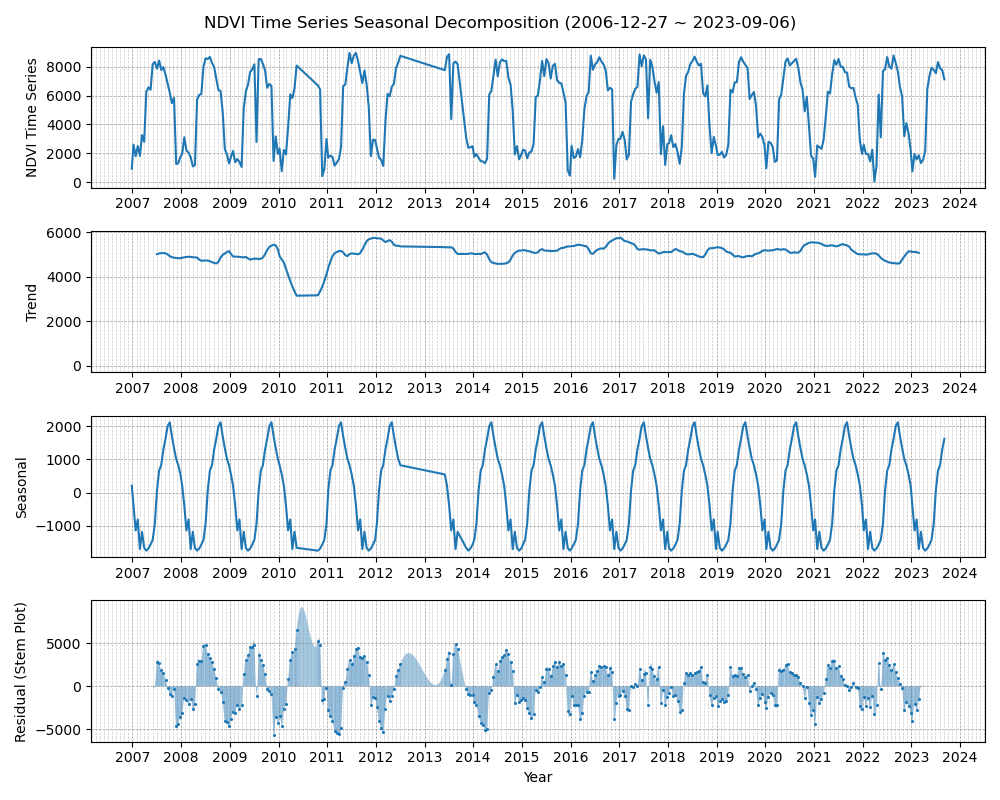 NDVI Time Series Seasonal Decomposition (2006-12-27 ~ 2023-09-06)
NDVI Time Series
8000
6000
4000
2000
0
2007 2008 2009 2010 2011 2012 2013 2014 2015 2016 2017 2018 2019 2020 2021 2022 2023 2024
Trend
6000
4000
2000
0
2007 2008 2009 2010 2011 2012 2013 2014 2015 2016 2017 2018 2019 2020 2021 2022 2023 2024
Seasonal
2000
1000
0
−1000
2007 2008 2009 2010 2011 2012 2013 2014 2015 2016 2017 2018 2019 2020 2021 2022 2023 2024
Residual (Stem Plot)
5000
0
−5000
2007 2008 2009 2010 2011 2012 2013 2014 2015 2016 2017 2018 2019 2020 2021 2022 2023 2024
Year